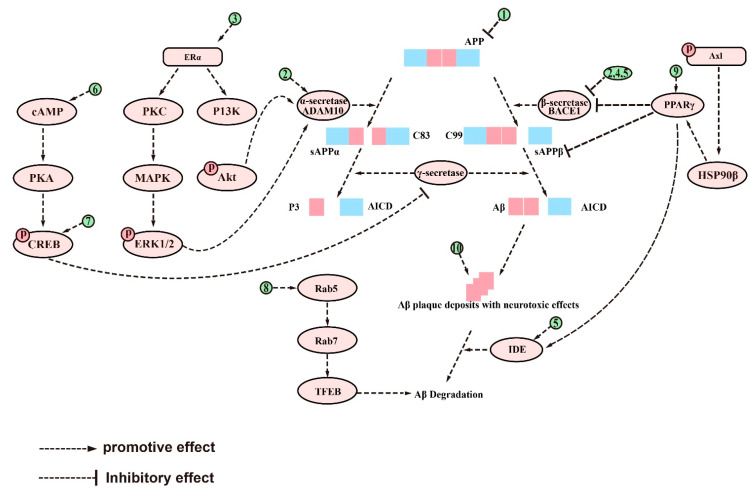 3
1
ERα
APP
p
Axl
2
2,4,5
9
6
α-secretase
ADAM10
β-secretase
BACE1
PPARγ
cAMP
PKC
P13K
C83
C99
sAPPα
sAPPβ
p
Akt
γ-secretase
HSP90β
PKA
MAPK
P3
AICD
Aβ
AICD
7
p
CREB
p
ERK1/2
10
8
Rab5
Aβ plaque deposits with neurotoxic effects
5
Rab7
IDE
TFEB
Aβ Degradation
promotive effect
Inhibitory effect